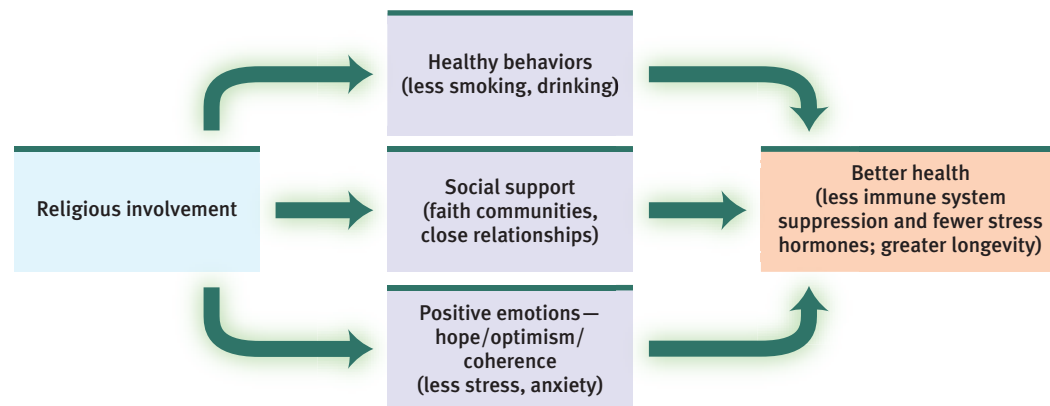 Religious involvement
Healthy behaviors
(less smoking, drinking)
Social support
(faith communities,
close relationships)
Positive emotions—
hope/optimism/
coherence
(less stress, anxiety)
Better health
(less immune system
suppression and fewer stress
hormones; greater longevity)